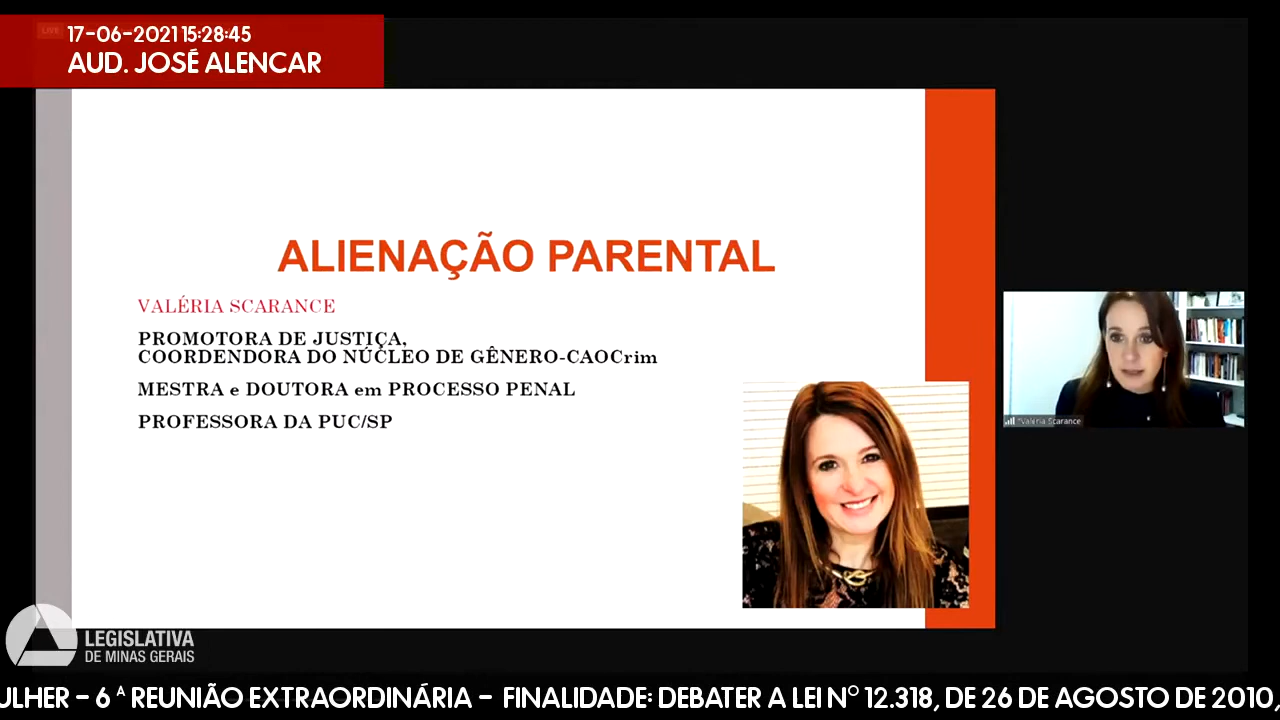 LIVE
17-06-2021 15:28:45
AUD. JOSÉ ALENCAR
ALIENAÇÃO PARENTAL
VALÉRIA SCARANCE
PROMOTORA DE JUSTIÇA,
COORDENDORA DO NÚCLEO DE GÊNERO-CAOCrim
MESTRA e DOUTORA em PROCESSO PENAL
PROFESSORA DA PUC/SP
*Valéria Scarance
LEGISLATIVA
DE MINAS GERAIS
ULHER - 6ª REUNIÃO EXTRAORDINÁRIA - FINALIDADE: DEBATER A LEI Nº 12.318, DE 26 DE AGOSTO DE 2010,